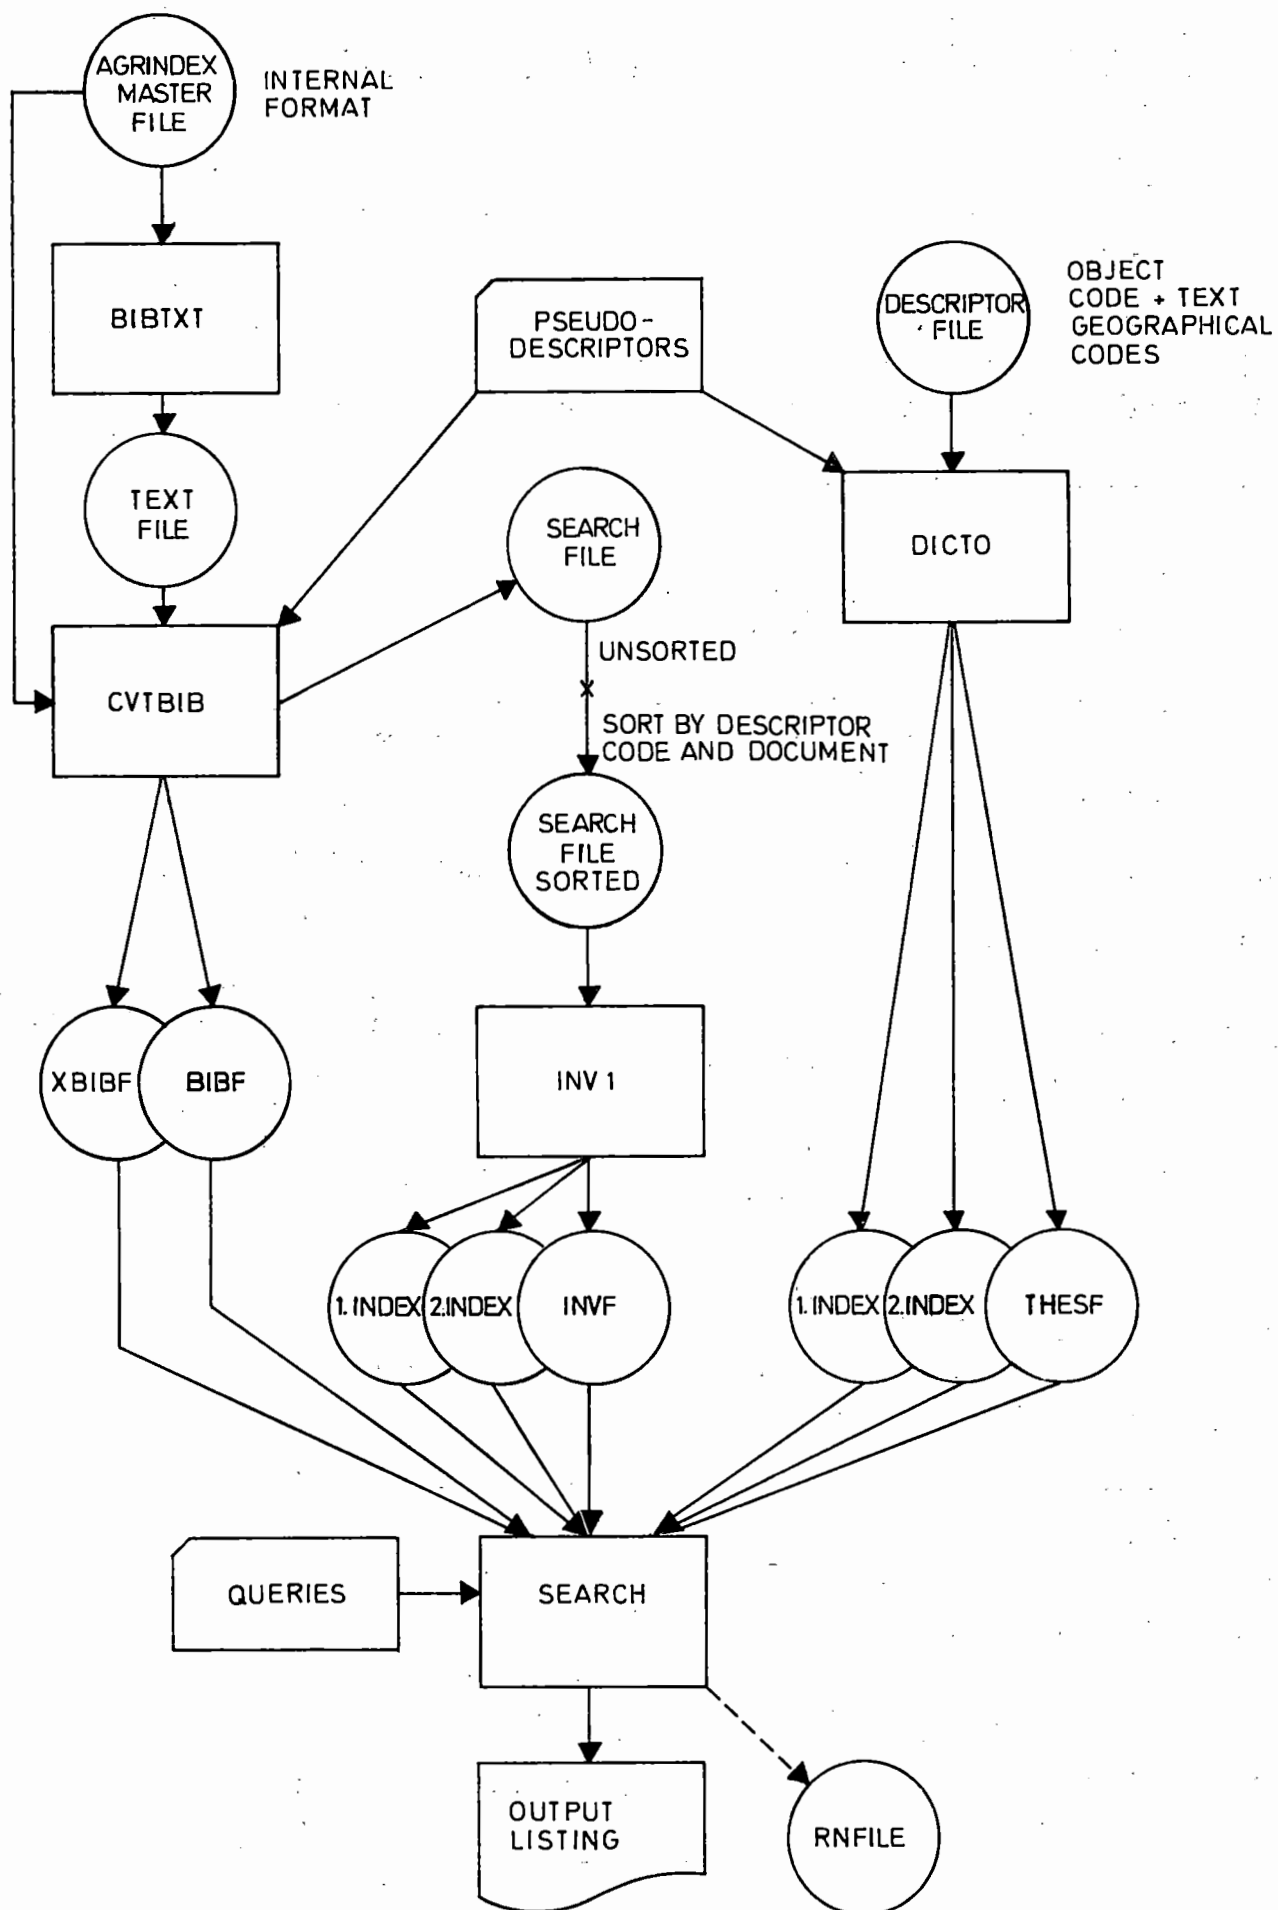 AGRINDEX
MASTER
FILE
INTERNAL
FORMAT
BIBTXT
PSEUDO-
DESCRIPTORS
DESCRIPTOR
FILE
OBJECT
CODE + TEXT
GEOGRAPHICAL
CODES
TEXT
FILE
SEARCH
FILE
DICTO
UNSORTED
CVTBIB
SORT BY DESCRIPTOR
CODE AND DOCUMENT
SEARCH
FILE
SORTED
XBIBF
BIBF
INV 1
1. INDEX
2.INDEX
INVF
1. INDEX
2.INDEX
THESF
QUERIES
SEARCH
OUTPUT
LISTING
RNFILE